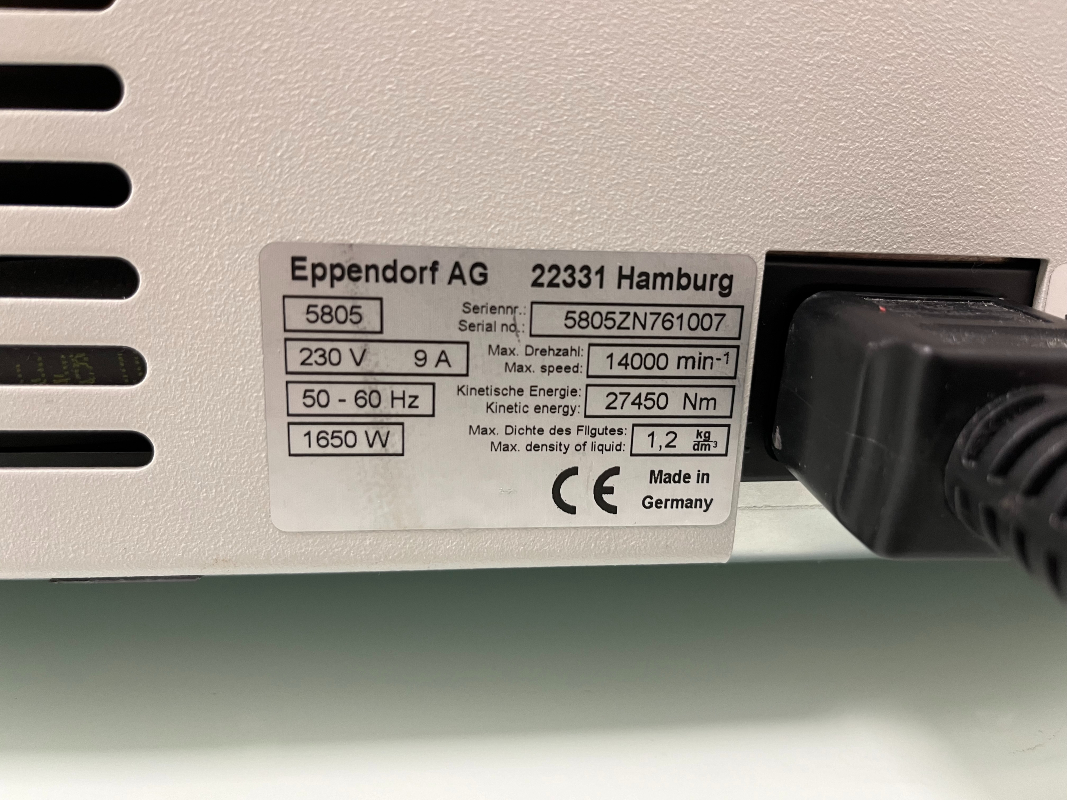 Eppendorf AG 22331 Hamburg
5805
Seriennr.:
Serial no.:
5805ZN761007
230 V 9 A
Max. Drehzahl:
Max. speed:
14000 min-1
50 - 60 Hz
Kinetische Energie:
Kinetic energy:
27450 Nm
1650 W
Max. Dichte des Fllgutes:
Max. density of liquid:
1,2 kg/dm³
CE
Made in
Germany